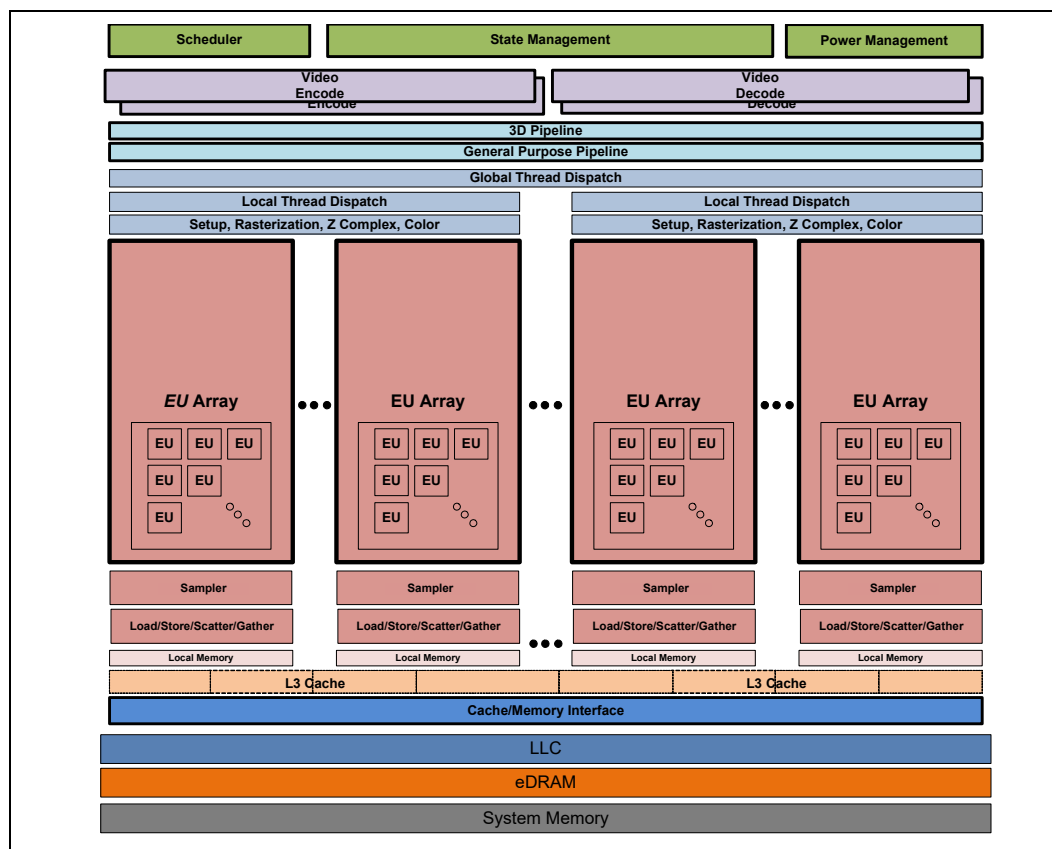 Scheduler
State Management
Power Management
Video
Encode
Encode
Video
Decode
Decode
3D Pipeline
General Purpose Pipeline
Global Thread Dispatch
Local Thread Dispatch
Local Thread Dispatch
Setup, Rasterization, Z Complex, Color
Setup, Rasterization, Z Complex, Color
EU Array
EU Array
EU Array
EU Array
EU EU EU
EU EU EU
EU EU EU
EU EU EU
EU EU
EU EU
EU EU
EU EU
EU
EU
EU
EU
Sampler
Sampler
Sampler
Sampler
Load/Store/Scatter/Gather
Load/Store/Scatter/Gather
Load/Store/Scatter/Gather
Load/Store/Scatter/Gather
Local Memory
Local Memory
Local Memory
Local Memory
L3 Cache
L3 Cache
Cache/Memory Interface
LLC
eDRAM
System Memory